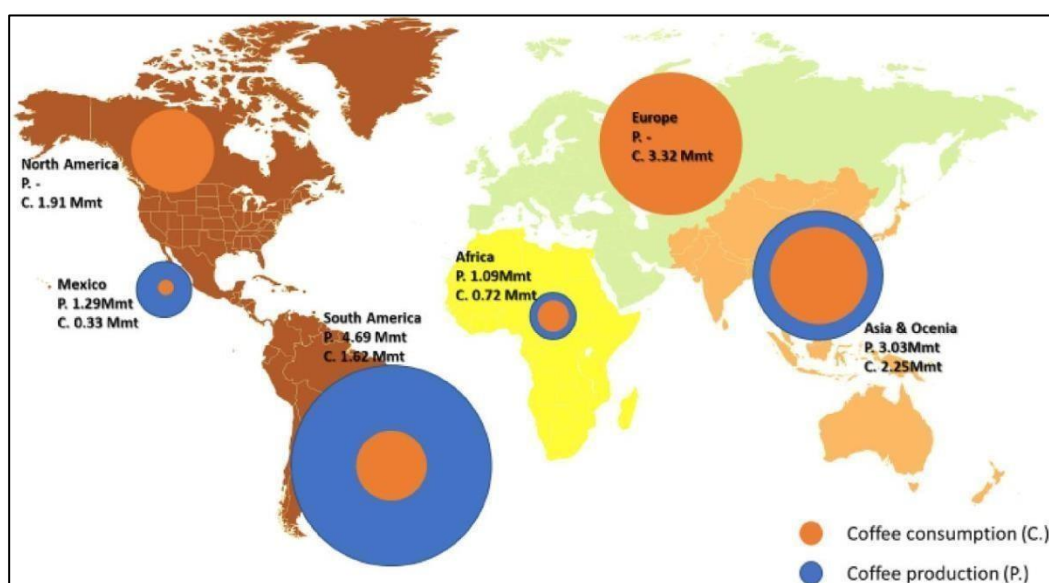 Europe
P. -
C. 3.32 Mmt
North America
P. -
C. 1.91 Mmt
Africa
P. 1.09Mmt
C. 0.72 Mmt
Mexico
P. 1.29Mmt
C. 0.33 Mmt
South America
P. 4.69 Mmt
C. 1.62 Mmt
Asia & Ocenia
P. 3.03Mmt
C. 2.25Mmt
Coffee consumption (C.)
Coffee production (P.)